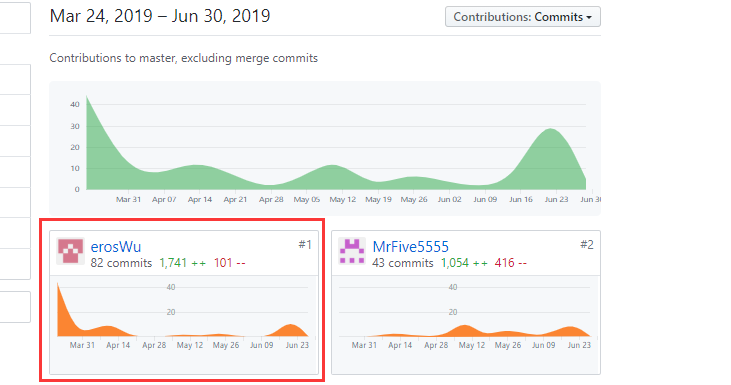 Mar 24, 2019 – Jun 30, 2019
Contributions: Commits
Contributions to master, excluding merge commits
40
30
20
10
0
Mar 31 Apr 07 Apr 14 Apr 21 Apr 28 May 05 May 12 May 19 May 26 Jun 02 Jun 09 Jun 16 Jun 23 Jun 30
erosWu
#1
82 commits 1,741 ++ 101 --
40
20
Mar 31 Apr 14 Apr 28 May 12 May 26 Jun 09 Jun 23
MrFive5555
#2
43 commits 1,054 ++ 416 --
40
20
Mar 31 Apr 14 Apr 28 May 12 May 26 Jun 09 Jun 23